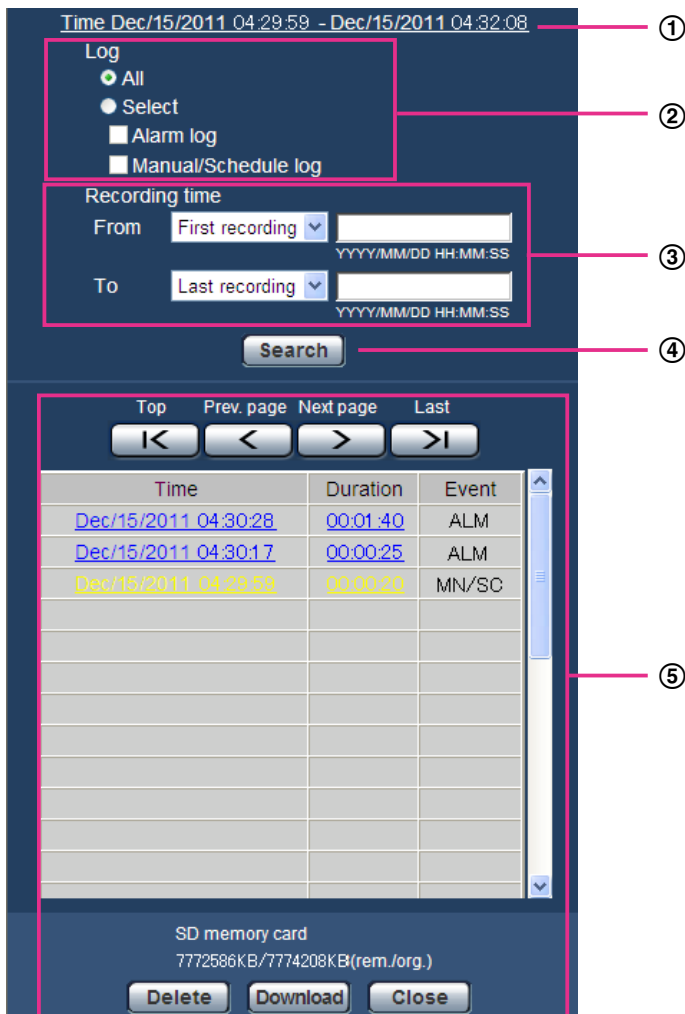 Time Dec/15/2011 04:29:59 - Dec/15/2011 04:32:08 ①
Log
All
Select ②
Alarm log
Manual/Schedule log
Recording time
From First recording
YYYY/MM/DD HH:MM:SS ③
To Last recording
YYYY/MM/DD HH:MM:SS
Search ④
Top Prev. page Next page Last
Time Duration Event
Dec/15/2011 04:30:28 00:01:40 ALM
Dec/15/2011 04:30:17 00:00:25 ALM
Dec/15/2011 04:29:59 00:00:20 MN/SC
⑤
SD memory card
7772586KB/7774208KB(rem./org.)
Delete Download Close